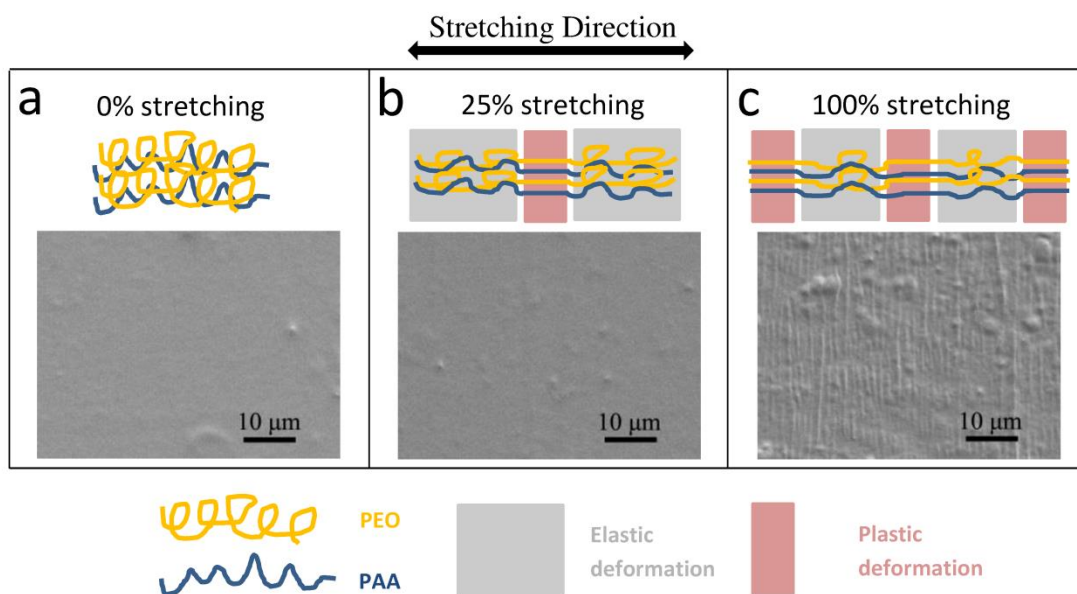 Stretching Direction
a
0% stretching
10 μm
b
25% stretching
10 μm
c
100% stretching
10 μm
PEO
PAA
Elastic
deformation
Plastic
deformation